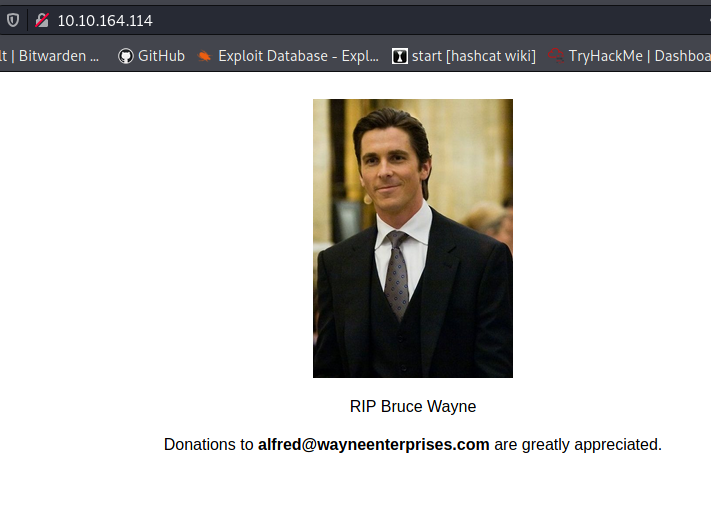 10.10.164.114
lt | Bitwarden ... GitHub Exploit Database - Expl... start [hashcat wiki] TryHackMe | Dashboa
RIP Bruce Wayne
Donations to alfred@wayneenterprises.com are greatly appreciated.